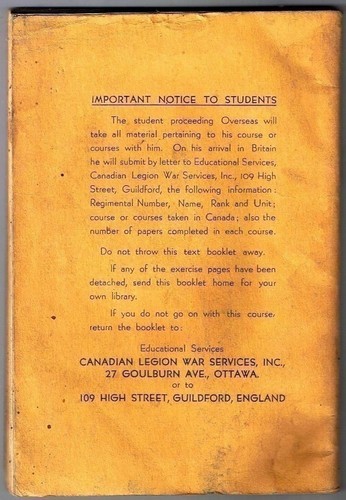 IMPORTANT NOTICE TO STUDENTS
The student proceeding Overseas will
take all material pertaining to his course or
courses with him. On his arrival in Britain
he will submit by letter to Educational Services,
Canadian Legion War Services, Inc., 109 High
Street, Guildford, the following information:
Regimental Number, Name, Rank and Unit;
course or courses taken in Canada; also the
number of papers completed in each course.
Do not throw this text booklet away.
If any of the exercise pages have been
detached, send this booklet home for your
own library.
If you do not go on with this course,
return the booklet to:
Educational Services
CANADIAN LEGION WAR SERVICES, INC.,
27 GOULBURN AVE., OTTAWA.
or to
109 HIGH STREET, GUILDFORD, ENGLAND